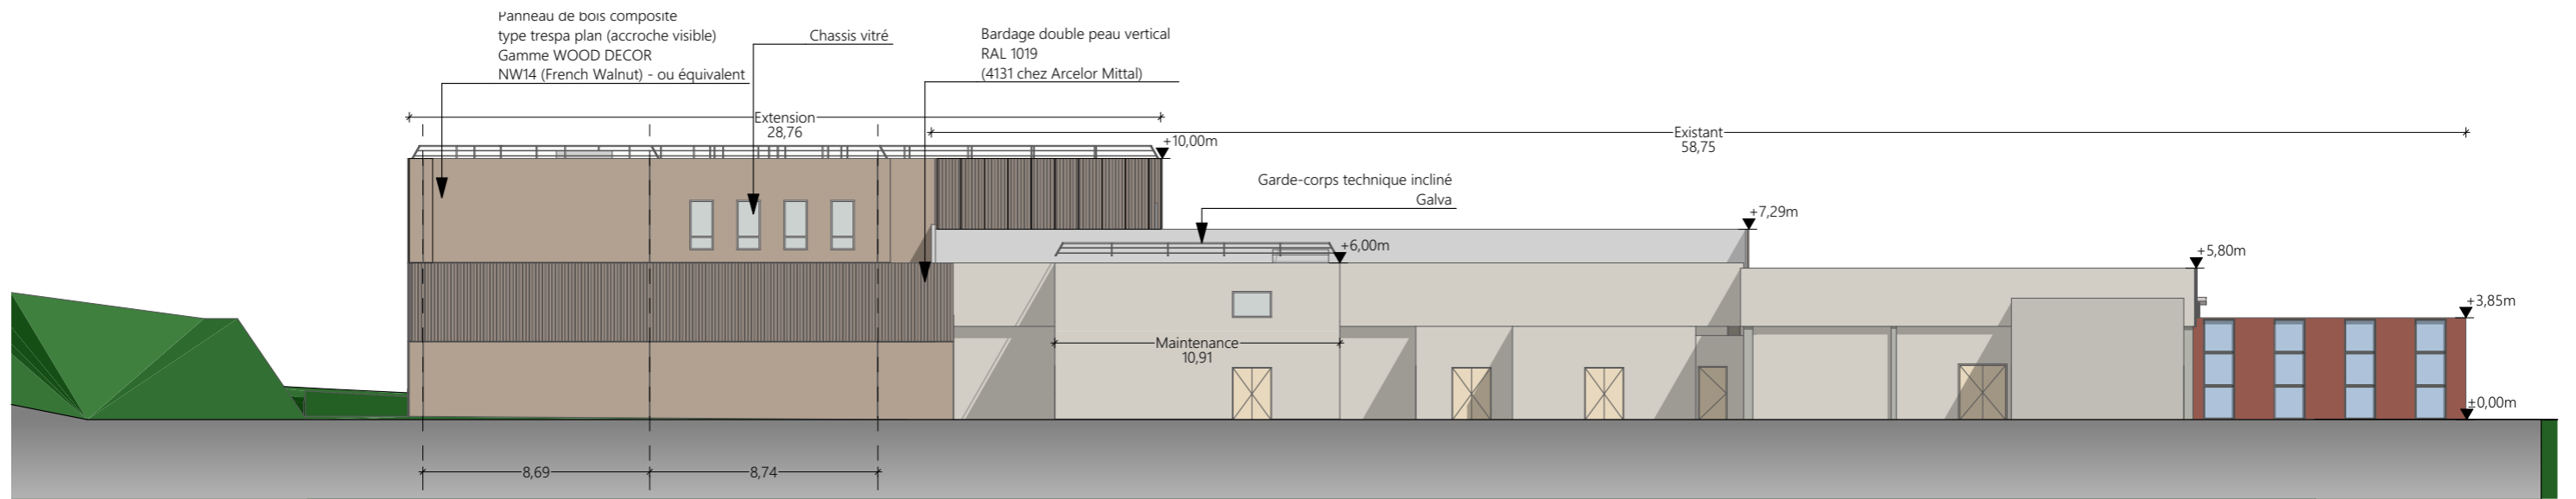 Panneau de bois composite
type trespa plan (accroche visible)
Gamme WOOD DECOR
NW14 (French Walnut) - ou équivalent
Chassis vitré
Bardage double peau vertical
RAL 1019
(4131 chez Arcelor Mittal)
Extension
28,76
Existant
58,75
+10,00m
Garde-corps technique incliné
Galva
+7,29m
+6,00m
+5,80m
+3,85m
Maintenance
10,91
±0,00m
8,69
8,74